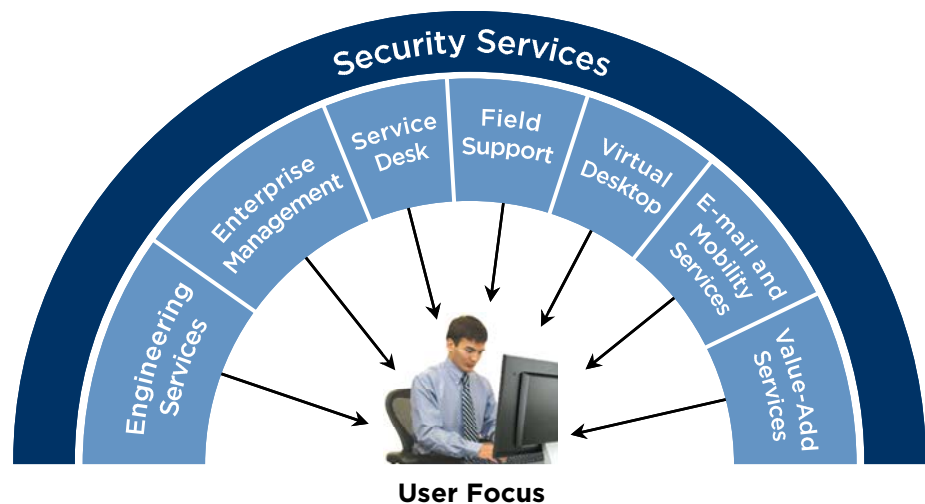 Security Services
Engineering
Services
Enterprise
Management
Service
Desk
Field
Support
Virtual
Desktop
E-mail and
Mobility
Services
Value-Add
Services
User Focus